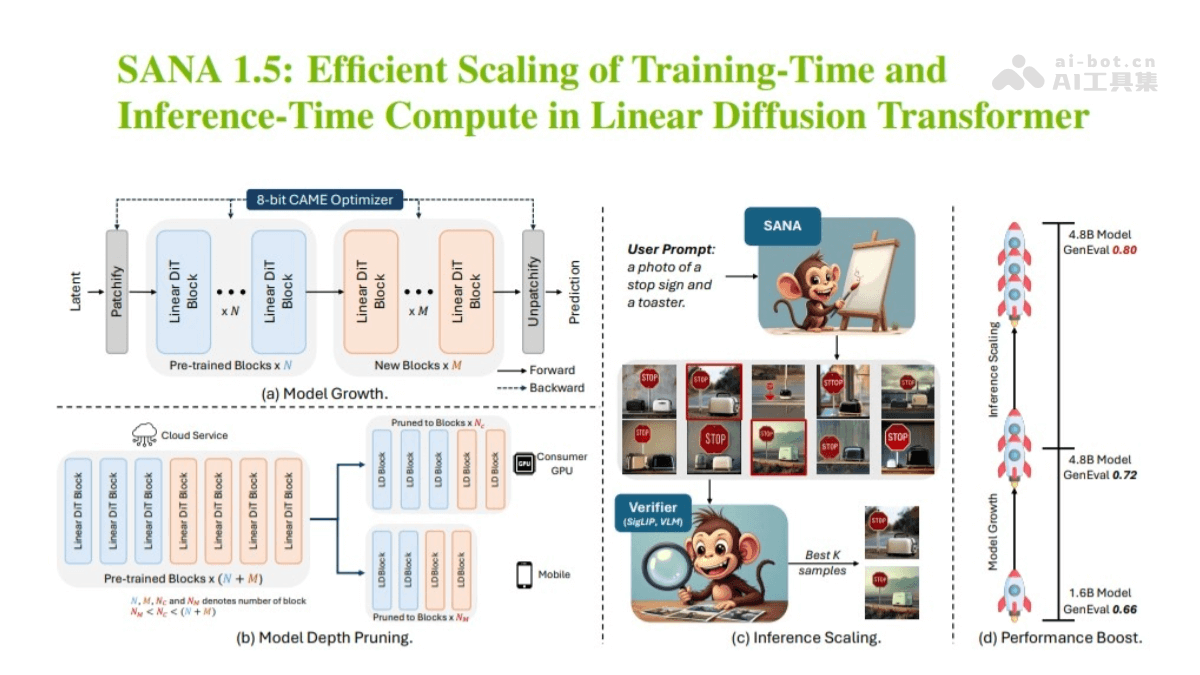 SANA 1.5: Efficient Scaling of Training-Time and
Inference-Time Compute in Linear Diffusion Transformer
ai-bot.cn
AI工具集
8-bit CAME Optimizer
Latent
Patchify
Linear DiT
Block
x N
Linear DiT
Block
Linear DiT
Block
x M
Linear DiT
Block
Unpatchify
Prediction
Pre-trained Blocks x N
New Blocks x M
Forward
Backward
(a) Model Growth.
Cloud Service
Linear DiT Block
Linear DiT Block
Linear DiT Block
Linear DiT Block
Linear DiT Block
Linear DiT Block
Linear DiT Block
Pre-trained Blocks x (N + M)
N, M, N_C and N_M denotes number of block
N_M < N_C < (N + M)
Pruned to Blocks x N_C
LD Block
LD Block
LD Block
LD Block
LD Block
GPU
Consumer
GPU
LDBlock
LDBlock
LDBlock
LDBlock
Mobile
Pruned to Blocks x N_M
(b) Model Depth Pruning.
User Prompt:
a photo of a
stop sign and
a toaster.
SANA
STOP
STOP
STOP
STOP
STOP
STOP
STOP
STOP
STOP
Verifier
(SigLIP, VLM)
Best K
samples
STOP
STOP
(c) Inference Scaling.
4.8B Model
GenEval 0.80
Inference Scaling
4.8B Model
GenEval 0.72
Model Growth
1.6B Model
GenEval 0.66
(d) Performance Boost.